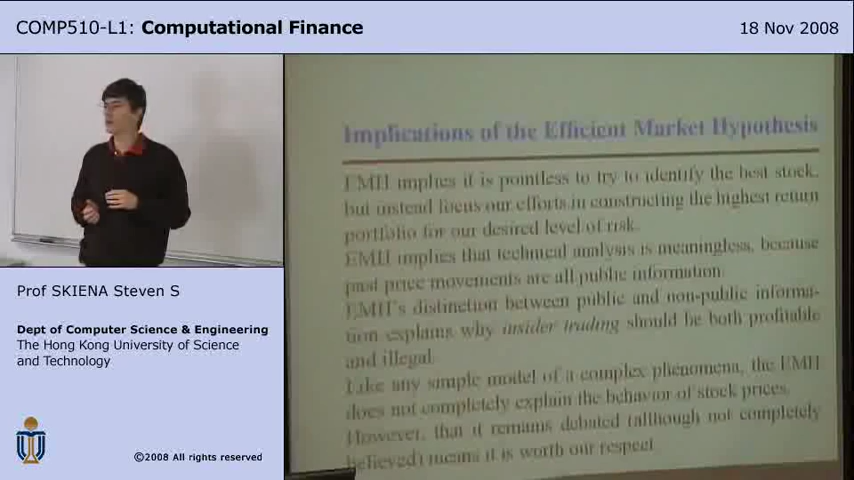 COMP510-L1: Computational Finance
18 Nov 2008
Implications of the Efficient Market Hypothesis
EMH implies it is pointless to try to identify the best stock,
but instead focus our efforts in constructing the highest return
portfolio for our desired level of risk.
EMH implies that technical analysis is meaningless, because
past price movements are all public information.
EMH's distinction between public and non-public informa-
tion explains why insider trading should be both profitable
and illegal.
Like any simple model of a complex phenomena, the EMH
does not completely explain the behavior of stock prices.
However, that it remains debated (although not completely
believed) means it is worth our respect.
Prof SKIENA Steven S
Dept of Computer Science & Engineering
The Hong Kong University of Science
and Technology
©2008 All rights reserved